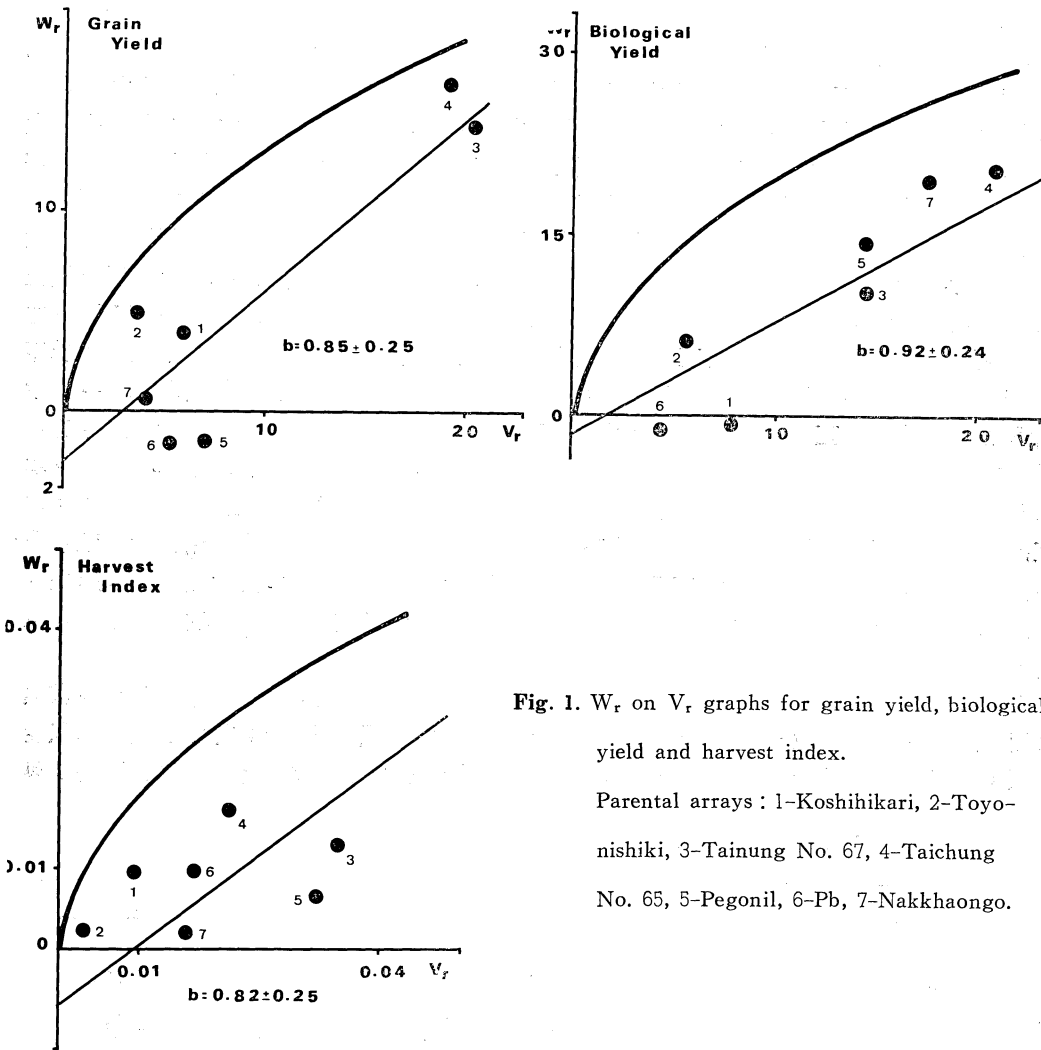 Wr Grain
Yield
10
0
2
10
20
Vr
4
3
2
1
7
6
5
b=0.85±0.25
Biological
Yield
30
15
0
10
20
Vr
7
4
5
3
2
6
1
b=0.92±0.24
Wr Harvest
Index
0.04
0.01
0
0.01
0.04
Vr
4
3
1
6
5
2
7
b=0.82±0.25
Fig. 1. Wr on Vr graphs for grain yield, biological
yield and harvest index.
Parental arrays : 1-Koshihikari, 2-Toyo-
nishiki, 3-Tainung No. 67, 4-Taichung
No. 65, 5-Pegonil, 6-Pb, 7-Nakkhaongo.